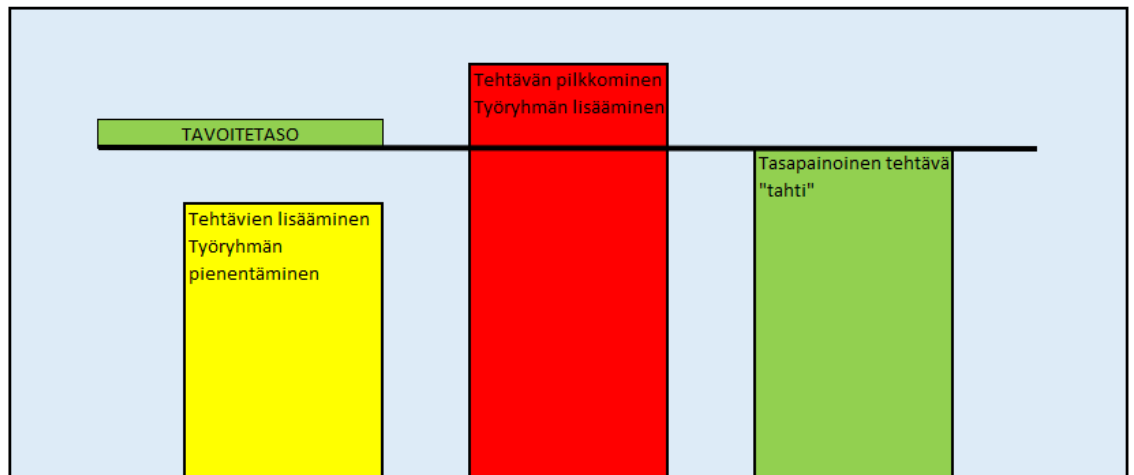 Tehtävän pilkkominen
Työryhmän lisääminen
TAVOITETASO
Tasapainoinen tehtävä
"tahti"
Tehtävien lisääminen
Työryhmän
pienentäminen